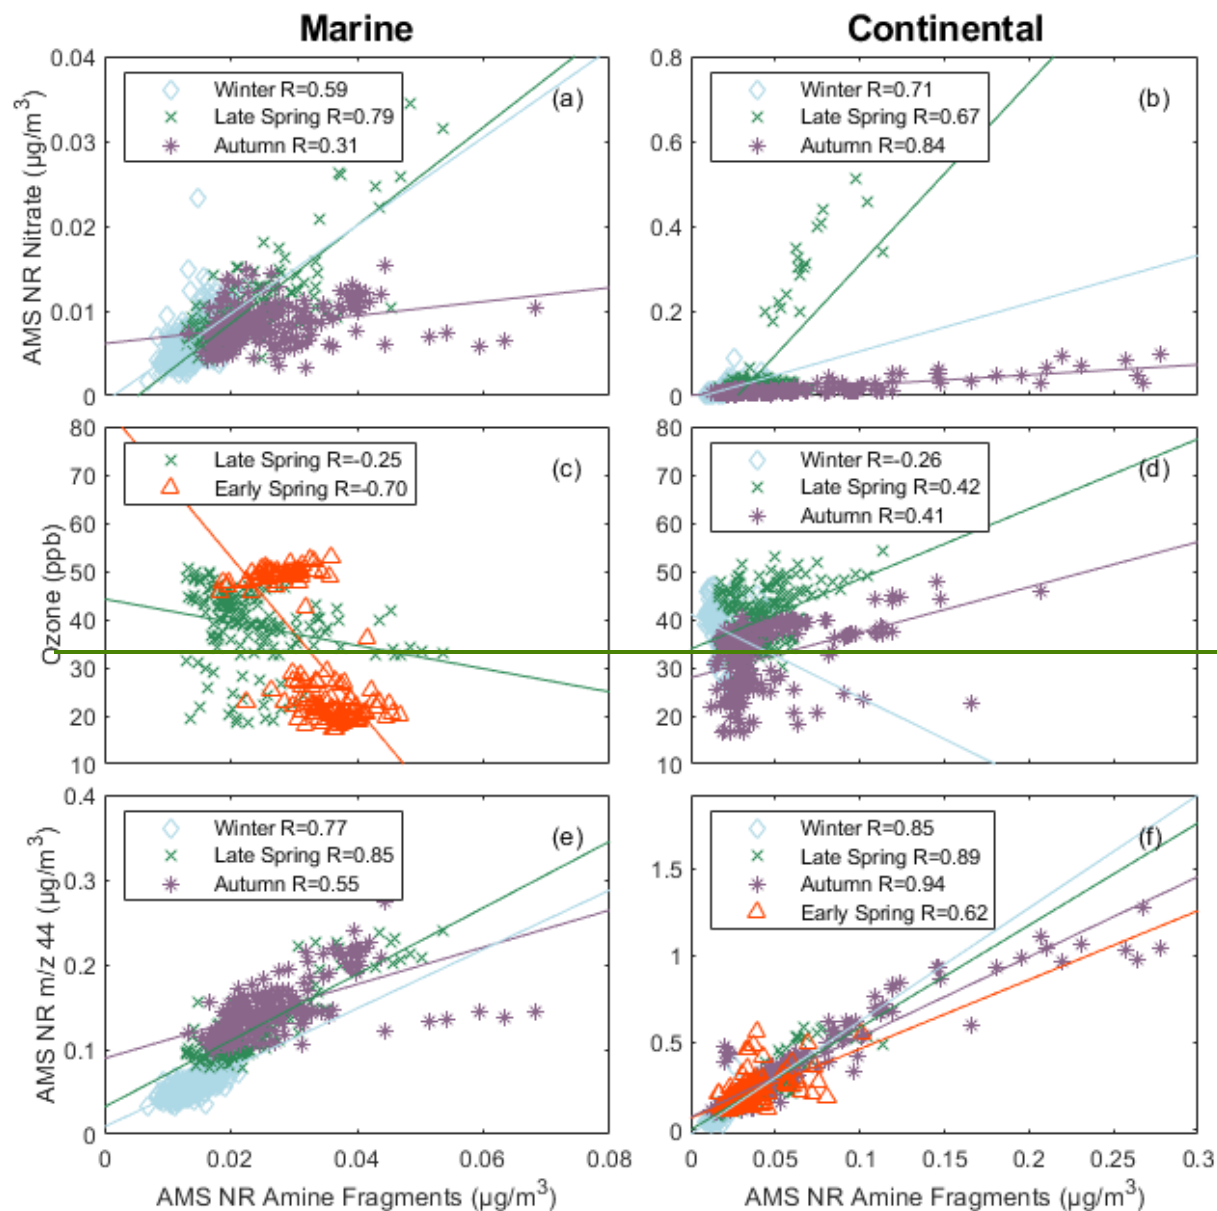 Marine
Continental
AMS NR Nitrate (µg/m³)
0.04
0.03
0.02
0.01
0
Winter R=0.59
Late Spring R=0.79
Autumn R=0.31
(a)
0.8
0.6
0.4
0.2
0
Winter R=0.71
Late Spring R=0.67
Autumn R=0.84
(b)
Ozone (ppb)
80
70
60
50
40
30
20
10
Late Spring R=-0.25
Early Spring R=-0.70
(c)
80
70
60
50
40
30
20
10
Winter R=-0.26
Late Spring R=0.42
Autumn R=0.41
(d)
AMS NR m/z 44 (µg/m³)
0.4
0.3
0.2
0.1
0
Winter R=0.77
Late Spring R=0.85
Autumn R=0.55
(e)
0 0.02 0.04 0.06 0.08
AMS NR Amine Fragments (µg/m³)
1.5
1
0.5
0
Winter R=0.85
Late Spring R=0.89
Autumn R=0.94
Early Spring R=0.62
(f)
0 0.05 0.1 0.15 0.2 0.25 0.3
AMS NR Amine Fragments (µg/m³)